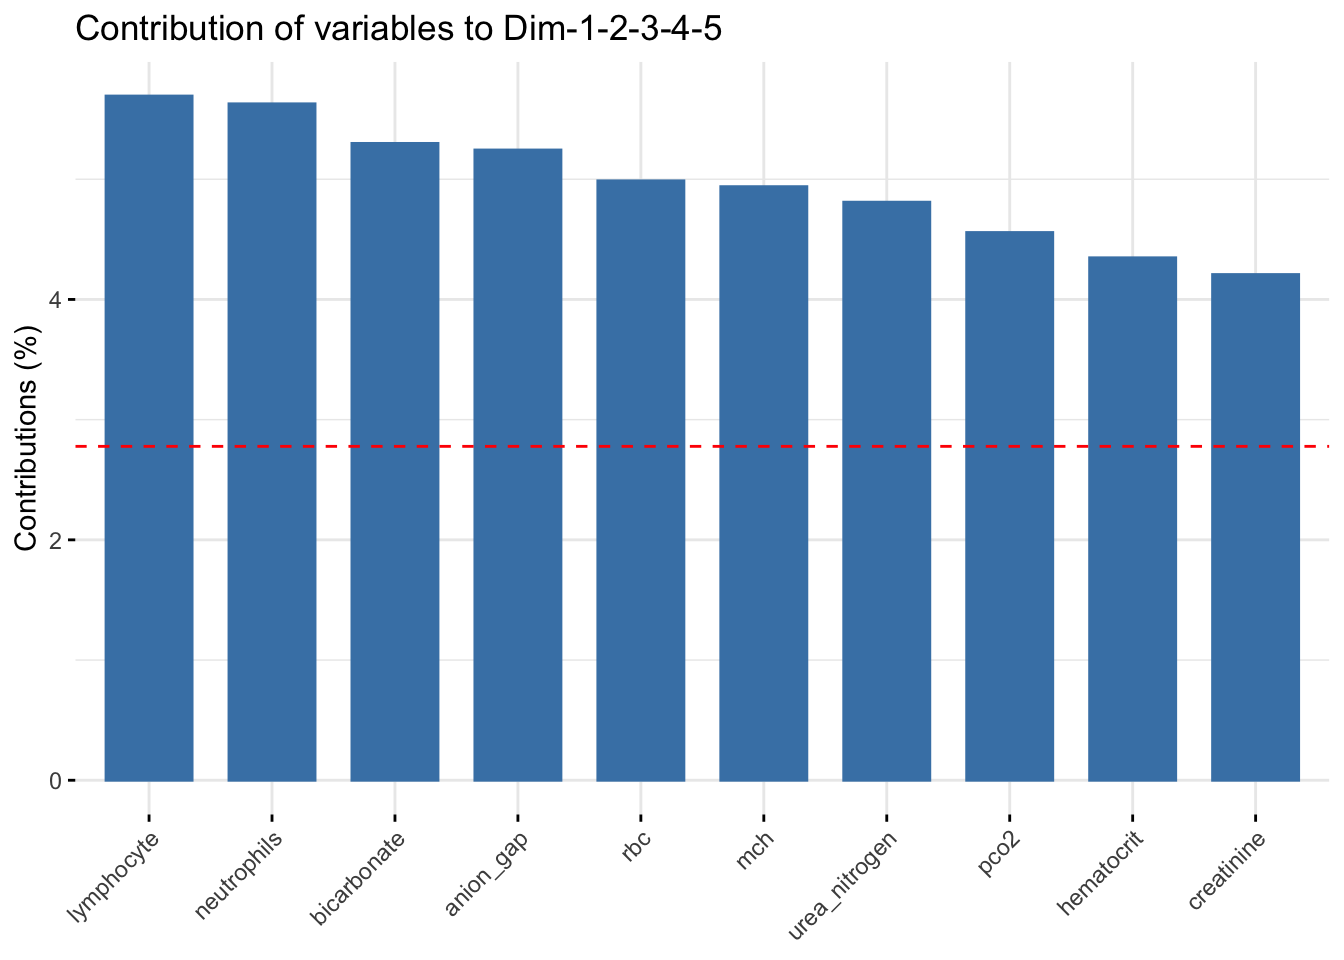 Contribution of variables to Dim-1-2-3-4-5
Contributions (%)
4
2
0
lymphocyte
neutrophils
bicarbonate
anion_gap
rbc
mch
urea_nitrogen
pco2
hematocrit
creatinine